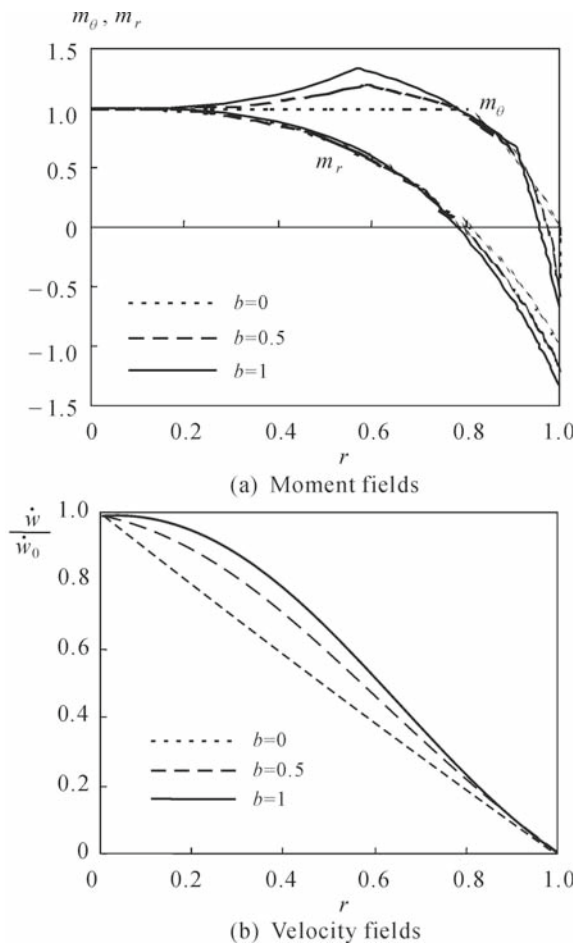 m_θ , m_r
1.5
1.0
0.5
0
−0.5
−1.0
−1.5
m_θ
m_r
b=0
b=0.5
b=1
0 0.2 0.4 0.6 0.8 1.0
r
(a) Moment fields
ẇ/ẇ₀
1.0
0.8
0.6
0.4
0.2
0
b=0
b=0.5
b=1
0 0.2 0.4 0.6 0.8 1.0
r
(b) Velocity fields